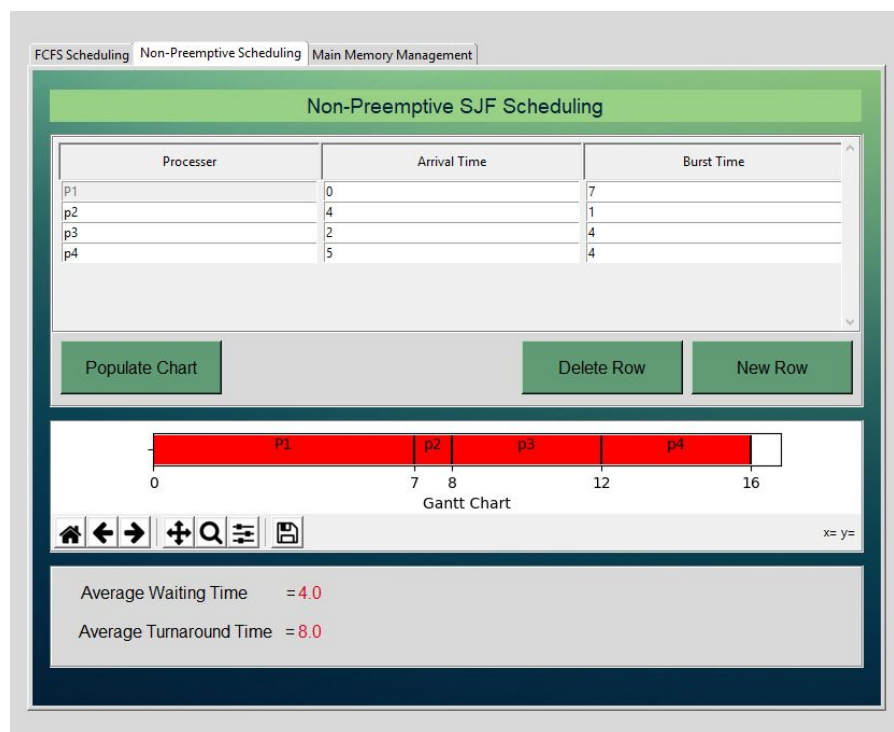 FCFS Scheduling Non-Preemptive Scheduling Main Memory Management
Non-Preemptive SJF Scheduling
Processer Arrival Time Burst Time
P1 0 7
p2 4 1
p3 2 4
p4 5 4
Populate Chart Delete Row New Row
P1 p2 p3 p4
0 7 8 12 16
Gantt Chart
x= y=
Average Waiting Time = 4.0
Average Turnaround Time = 8.0